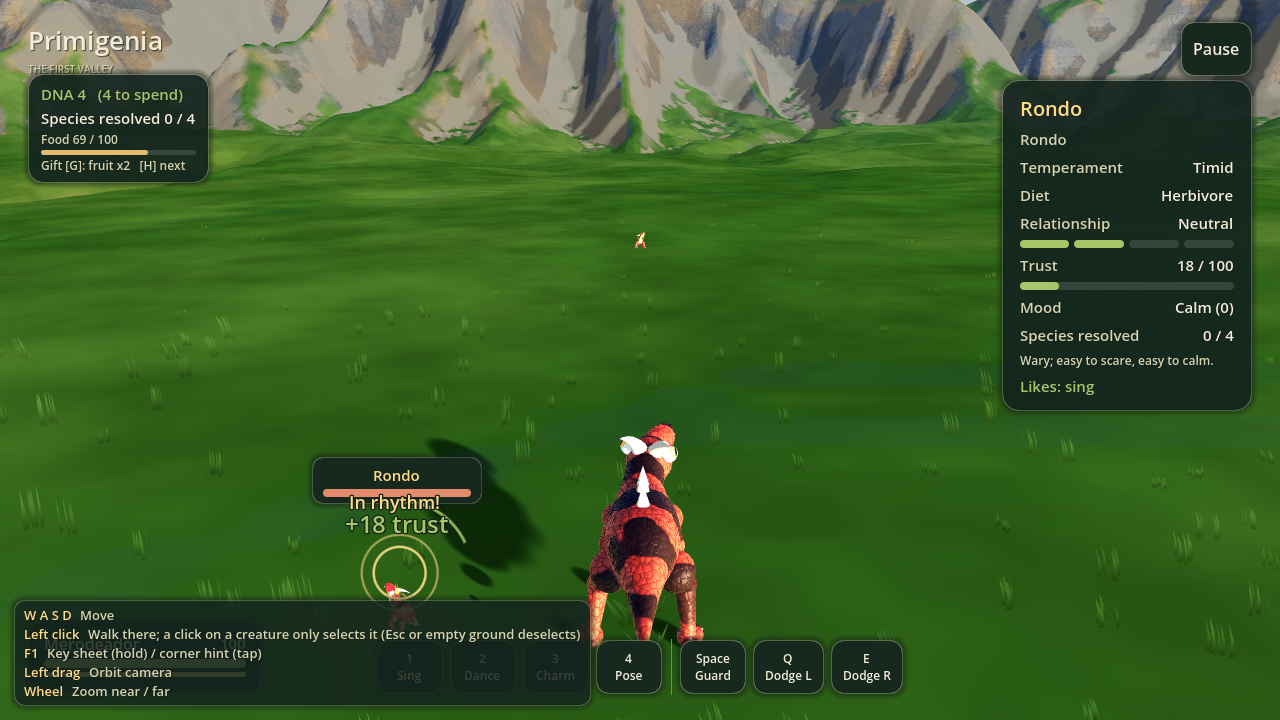 Primigenia
THE FIRST VALLEY
DNA 4 (4 to spend)
Species resolved 0 / 4
Food 69 / 100
Gift [G]: fruit x2 [H] next
Pause
Rondo
Rondo
Temperament Timid
Diet Herbivore
Relationship Neutral
Trust 18 / 100
Mood Calm (0)
Species resolved 0 / 4
Wary; easy to scare, easy to calm.
Likes: sing
Rondo
In rhythm!
+18 trust
W A S D Move
Left click Walk there; a click on a creature only selects it (Esc or empty ground deselects)
F1 Key sheet (hold) / corner hint (tap)
Left drag Orbit camera
Wheel Zoom near / far
Merodeador 100
1
Sing
2
Dance
3
Charm
4
Pose
Space
Guard
Q
Dodge L
E
Dodge R